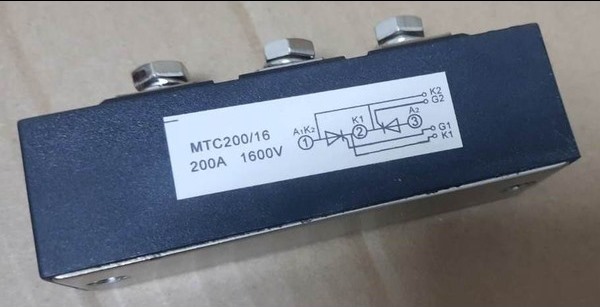 MTC200/16
200A 1600V
A₁K₂ K1 A2 K2
G2
1 2 3 G1
K1